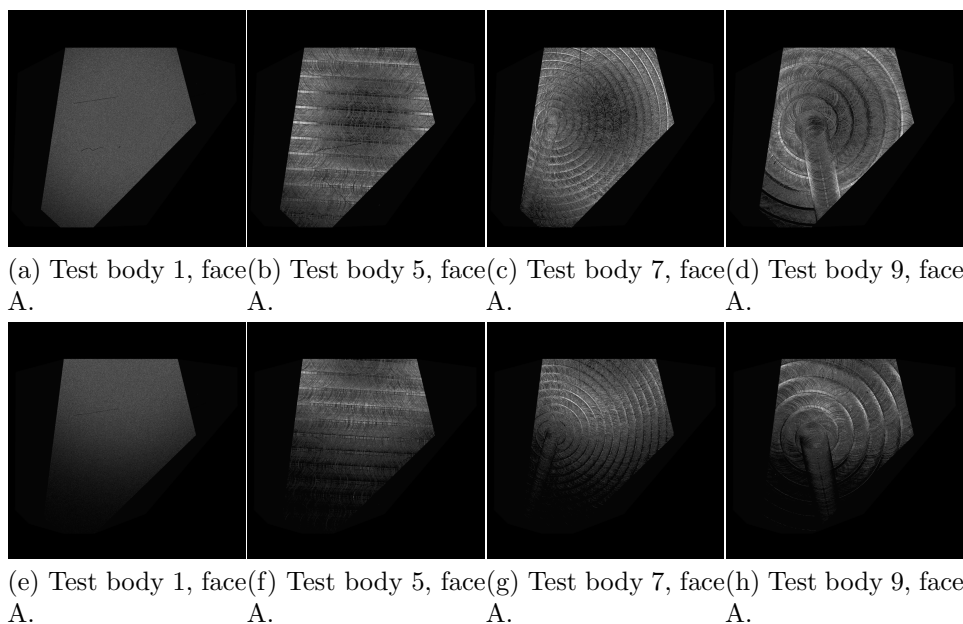 (a) Test body 1, face(b) Test body 5, face(c) Test body 7, face(d) Test body 9, face
A. A. A. A.
(e) Test body 1, face(f) Test body 5, face(g) Test body 7, face(h) Test body 9, face
A. A. A. A.